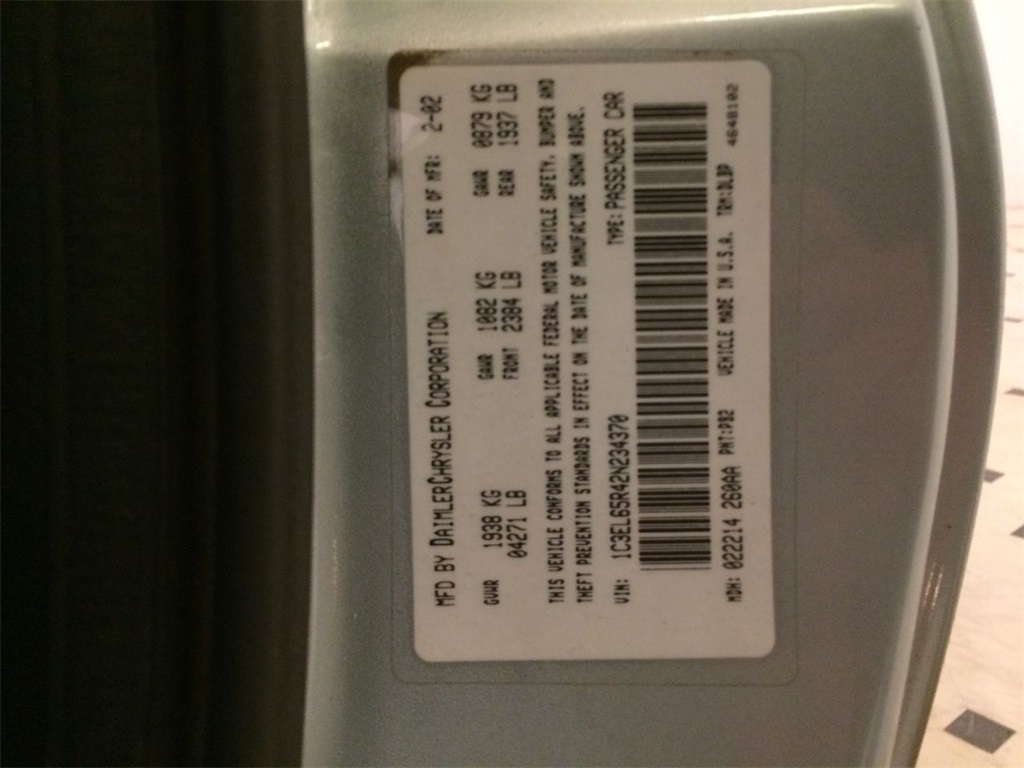 MFD BY DAIMLERCHRYSLER CORPORATION DATE OF MFR: 2-02
GVWR 1938 KG GAWR 1082 KG GAWR 0879 KG
04271 LB FRONT 2384 LB REAR 1937 LB
THIS VEHICLE CONFORMS TO ALL APPLICABLE FEDERAL MOTOR VEHICLE SAFETY, BUMPER AND
THEFT PREVENTION STANDARDS IN EFFECT ON THE DATE OF MANUFACTURE SHOWN ABOVE.
VIN: 1C3EL65R42N234370 TYPE: PASSENGER CAR
MDH: 022214 260AA PNT:PB2 VEHICLE MADE IN U.S.A. TRM:DLBP 4648102